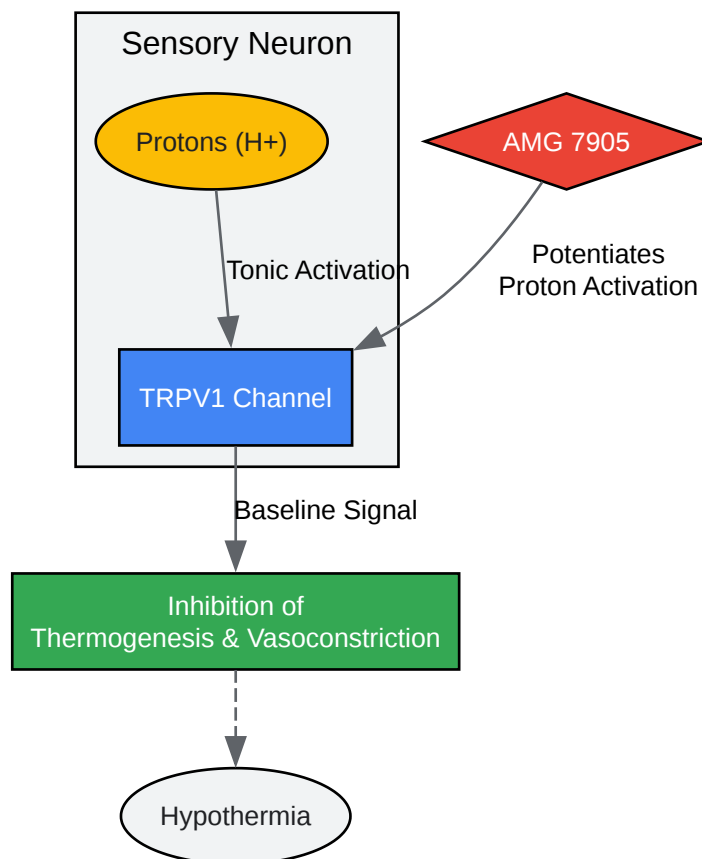 Sensory Neuron
Protons (H+)
AMG 7905
Tonic Activation
Potentiates
Proton Activation
TRPV1 Channel
Baseline Signal
Inhibition of
Thermogenesis & Vasoconstriction
Hypothermia